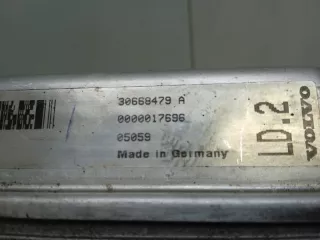 30668479 A
0000017696
05059
Made in Germany
LD.2
VOLVO